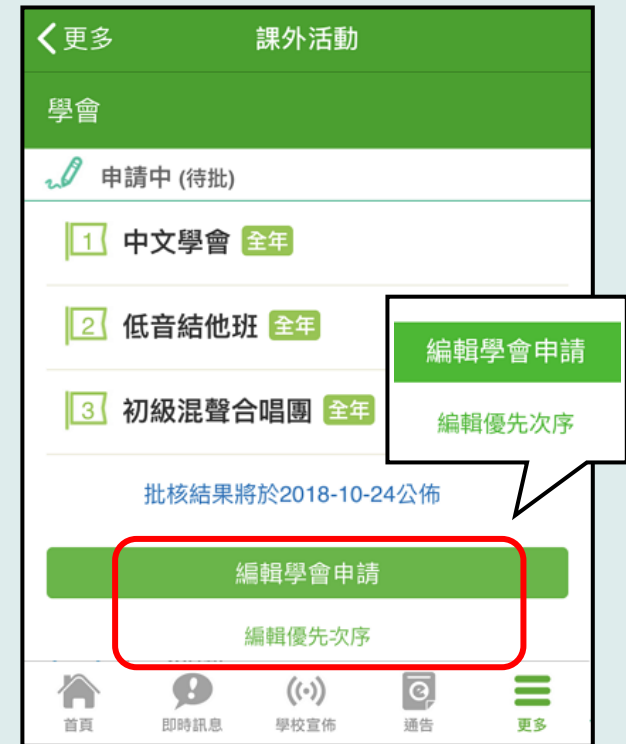 更多 課外活動
學會
申請中 (待批)
1 中文學會 全年
2 低音結他班 全年
3 初級混聲合唱團 全年
編輯學會申請
編輯優先次序
批核結果將於2018-10-24公佈
編輯學會申請
編輯優先次序
首頁 即時訊息 學校宣佈 通告 更多